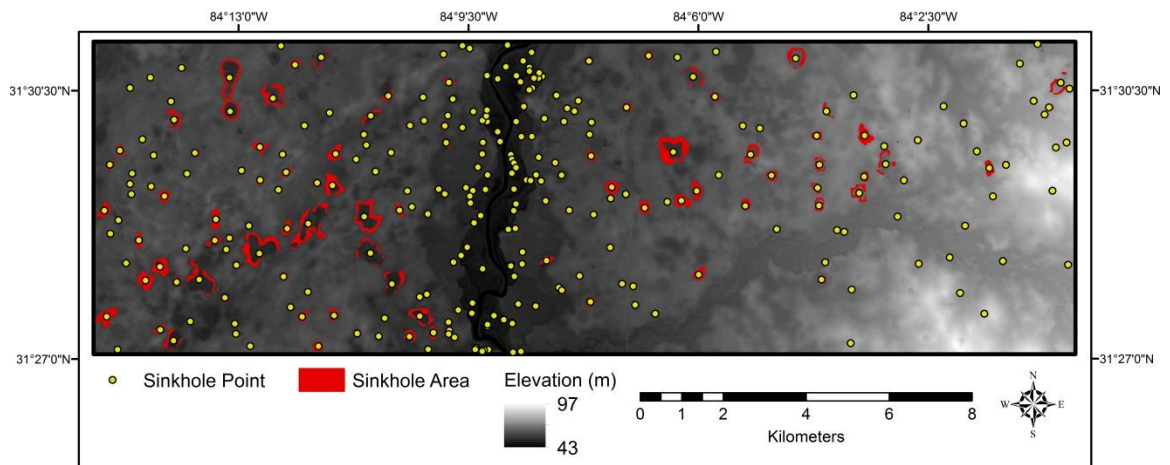 84°13'0"W 84°9'30"W 84°6'0"W 84°2'30"W
31°30'30"N 31°30'30"N
31°27'0"N 31°27'0"N
Sinkhole Point Sinkhole Area Elevation (m)
97
43
0 1 2 4 6 8
Kilometers
N
W E
S